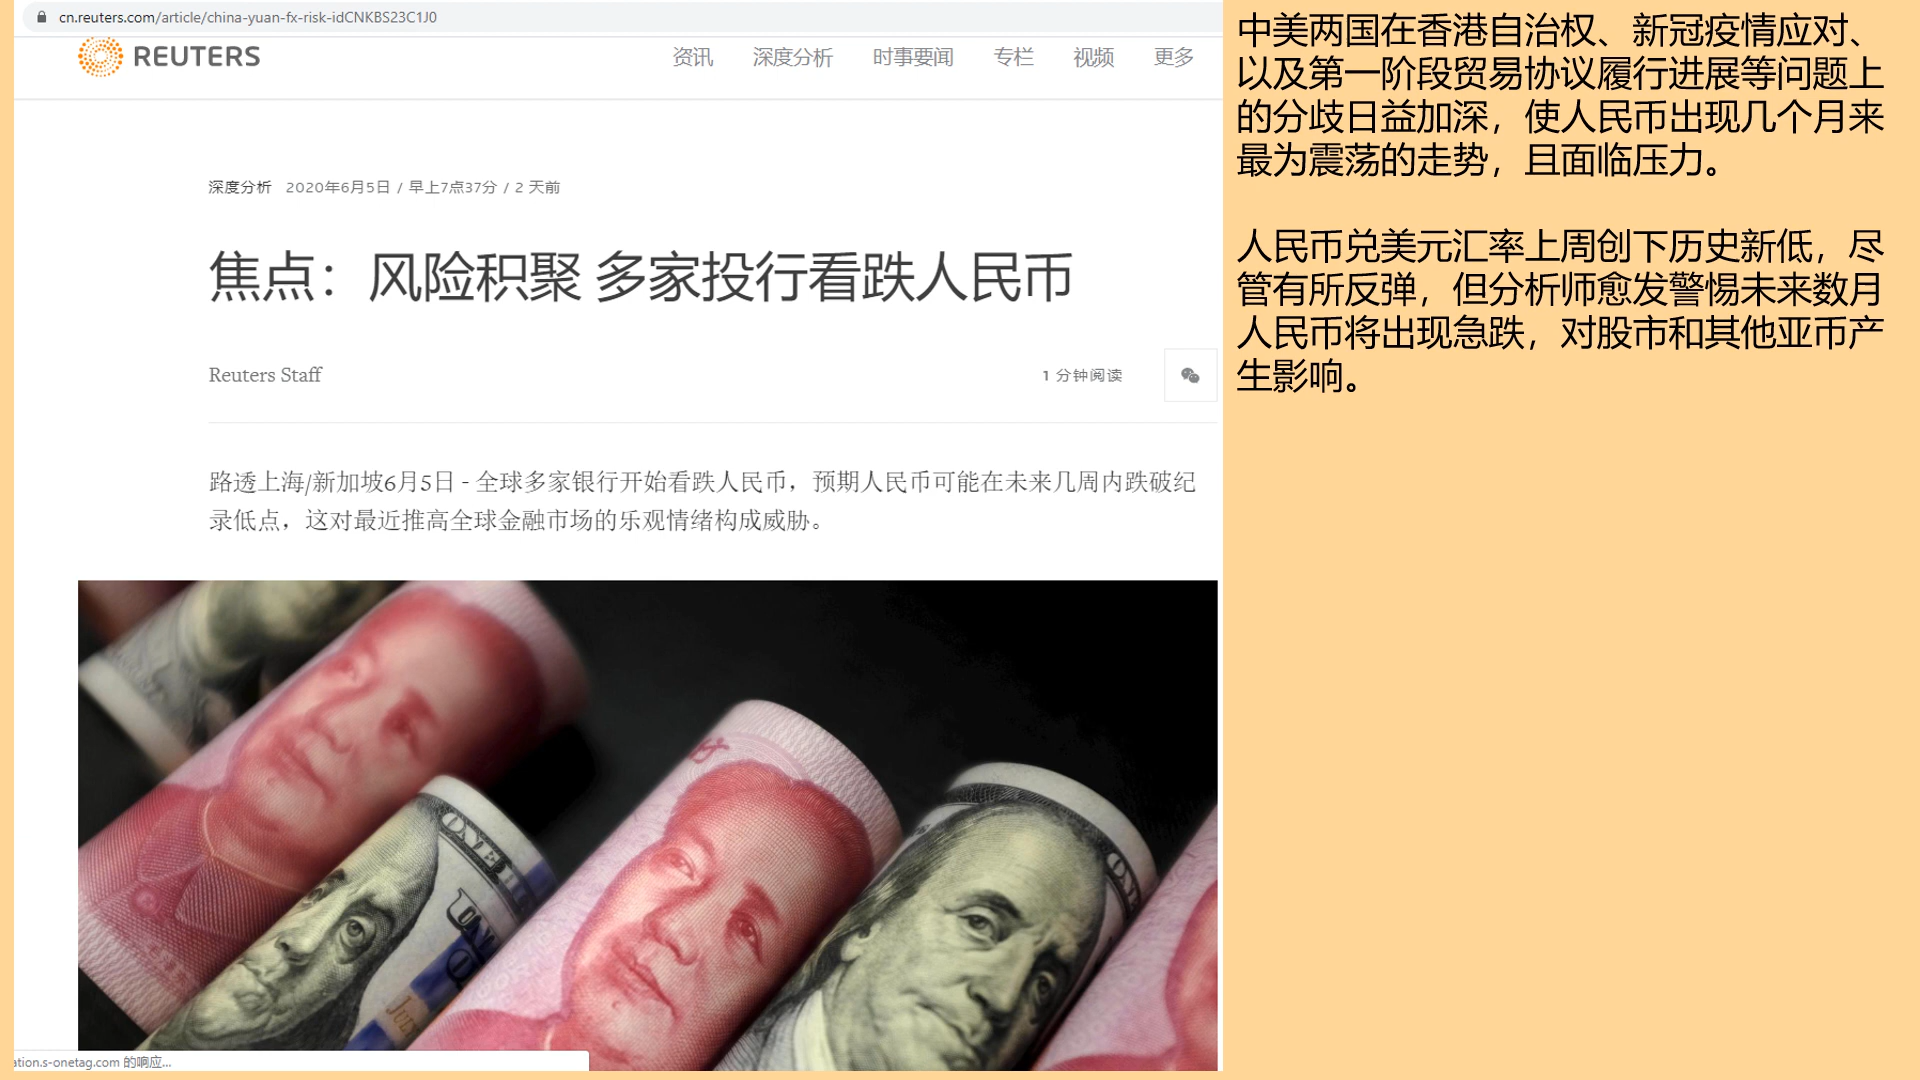 cn.reuters.com/article/china-yuan-fx-risk-idCNKBS23C1J0
REUTERS
资讯 深度分析 时事要闻 专栏 视频 更多
深度分析 2020年6月5日 / 早上7点37分 / 2 天前
焦点：风险积聚 多家投行看跌人民币
Reuters Staff
1 分钟阅读
路透上海/新加坡6月5日 - 全球多家银行开始看跌人民币，预期人民币可能在未来几周内跌破纪
录低点，这对最近推高全球金融市场的乐观情绪构成威胁。
ation.s-onetag.com 的响应...
中美两国在香港自治权、新冠疫情应对、
以及第一阶段贸易协议履行进展等问题上
的分歧日益加深，使人民币出现几个月来
最为震荡的走势，且面临压力。
人民币兑美元汇率上周创下历史新低，尽
管有所反弹，但分析师愈发警惕未来数月
人民币将出现急跌，对股市和其他亚币产
生影响。